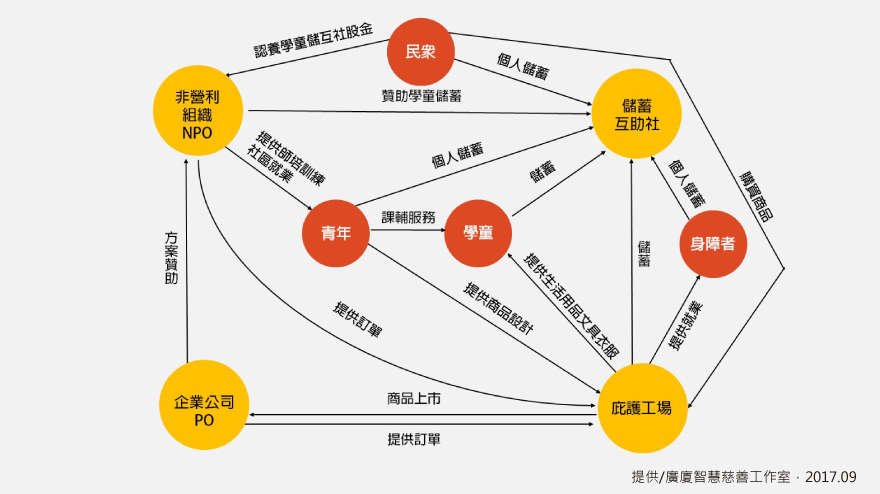 認養學童儲互社股金
民衆
個人儲蓄
非營利
組織
NPO
贊助學童儲蓄
儲蓄
互助社
提供師培訓練
社區就業
個人儲蓄
儲蓄
個人儲蓄
購買商品
青年
課輔服務
學童
身障者
方案贊助
儲蓄
提供訂單
提供商品設計
提供生活用品文具衣服
提供就業
企業公司
PO
商品上市
提供訂單
庇護工場
提供/廣廈智慧慈善工作室．2017.09